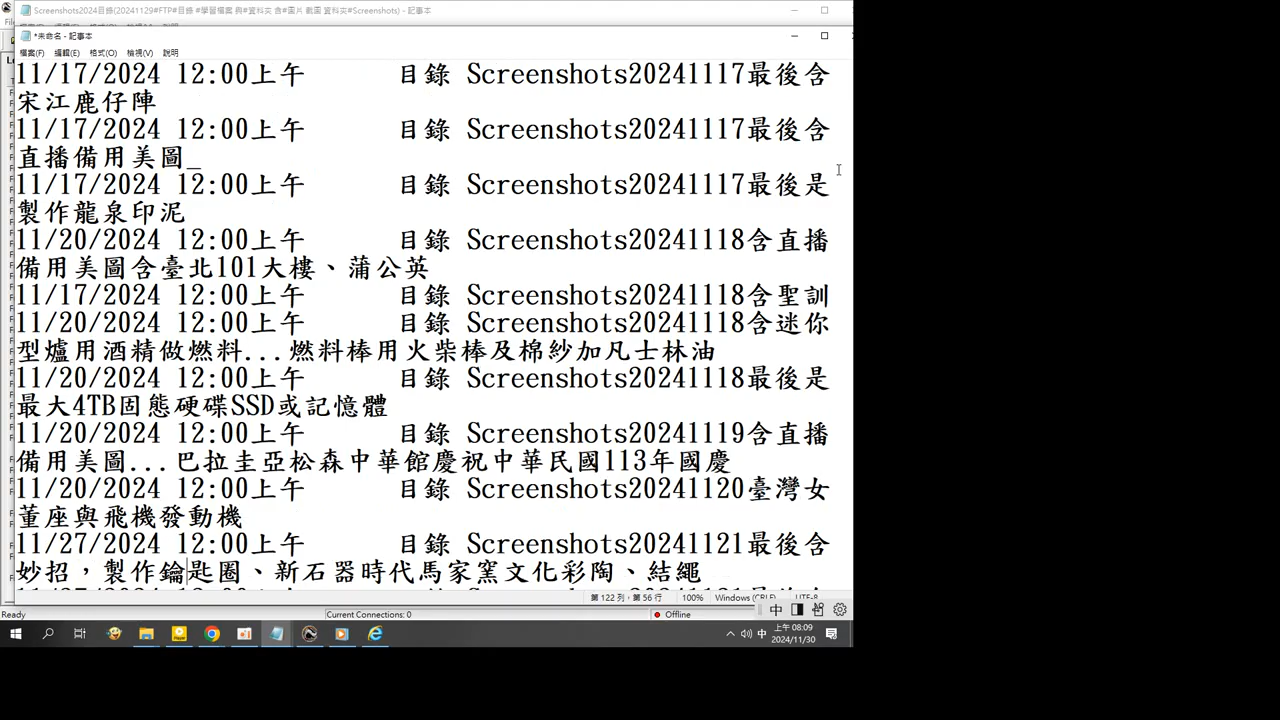 Screenshots2024目錄(20241129#FTP#目錄 #學習檔案 與#資料夾 含#圖片 截圖 資料夾#Screenshots) - 記事本
*未命名 - 記事本
檔案(F) 編輯(E) 格式(O) 檢視(V) 說明
11/17/2024 12:00上午 目錄 Screenshots20241117最後含
宋江鹿仔陣
11/17/2024 12:00上午 目錄 Screenshots20241117最後含
直播備用美圖_
11/17/2024 12:00上午 目錄 Screenshots20241117最後是
製作龍泉印泥
11/20/2024 12:00上午 目錄 Screenshots20241118含直播
備用美圖含臺北101大樓、蒲公英
11/17/2024 12:00上午 目錄 Screenshots20241118含聖訓
11/20/2024 12:00上午 目錄 Screenshots20241118含迷你
型爐用酒精做燃料...燃料棒用火柴棒及棉紗加凡士林油
11/20/2024 12:00上午 目錄 Screenshots20241118最後是
最大4TB固態硬碟SSD或記憶體
11/20/2024 12:00上午 目錄 Screenshots20241119含直播
備用美圖...巴拉圭亞松森中華館慶祝中華民國113年國慶
11/20/2024 12:00上午 目錄 Screenshots20241120臺灣女
董座與飛機發動機
11/27/2024 12:00上午 目錄 Screenshots20241121最後含
妙招，製作鑰匙圈、新石器時代馬家窯文化彩陶、結繩
第 122 列，第 56 行 100% Windows (CRLF) UTF-8
Ready Current Connections: 0 Offline
中
中 上午 08:09
2024/11/30